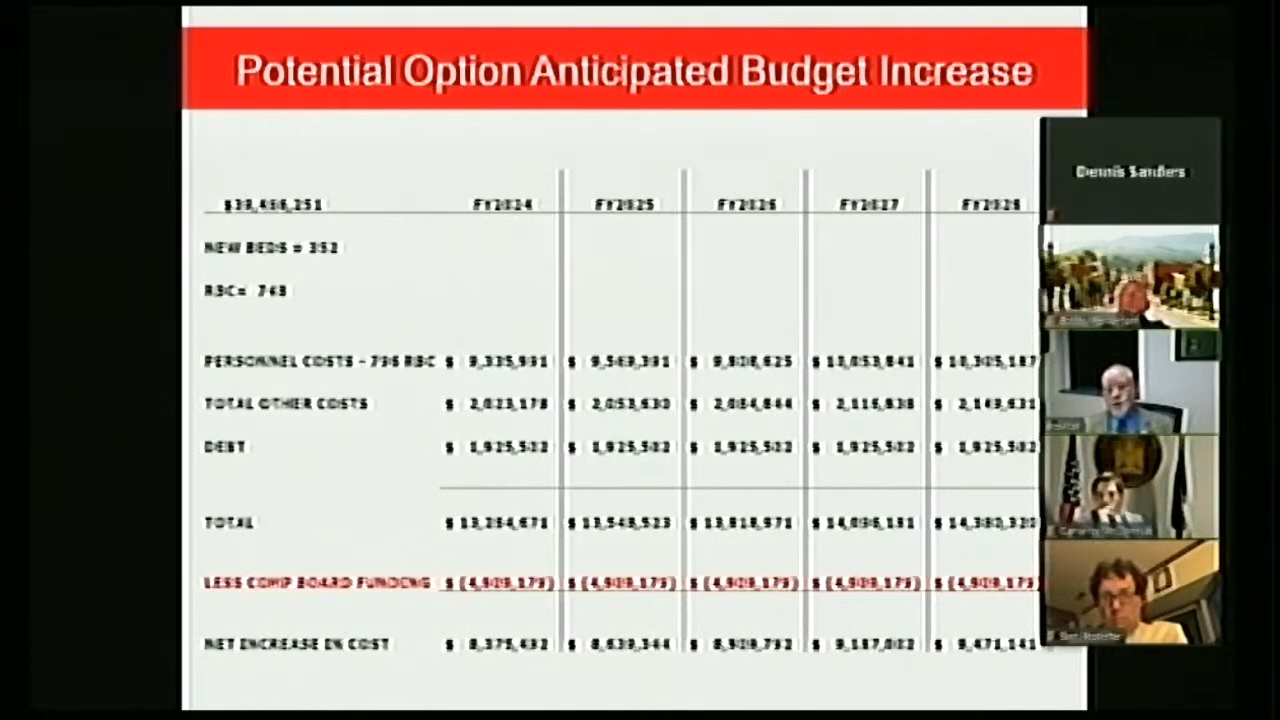 Potential Option Anticipated Budget Increase
FY2024 FY2025 FY2026 FY2027 FY2028
NEW BEDS = 352
RBC= 748
PERSONNEL COSTS - 796 RBC $ 9,335,991 $ 9,569,391 $ 9,808,625 $ 10,053,841 $ 10,305,187
TOTAL OTHER COSTS $ 2,023,178 $ 2,053,630 $ 2,084,844 $ 2,116,838 $ 2,149,631
DEBT $ 1,925,502 $ 1,925,502 $ 1,925,502 $ 1,925,502 $ 1,925,502
TOTAL $ 13,284,671 $ 13,548,523 $ 13,818,971 $ 14,096,181 $ 14,380,320
LESS COMP BOARD FUNDING $ (4,909,179) $ (4,909,179) $ (4,909,179) $ (4,909,179) $ (4,909,179)
NET INCREASE IN COST $ 8,375,492 $ 8,639,344 $ 8,909,792 $ 9,187,002 $ 9,471,141
Dennis Sanders